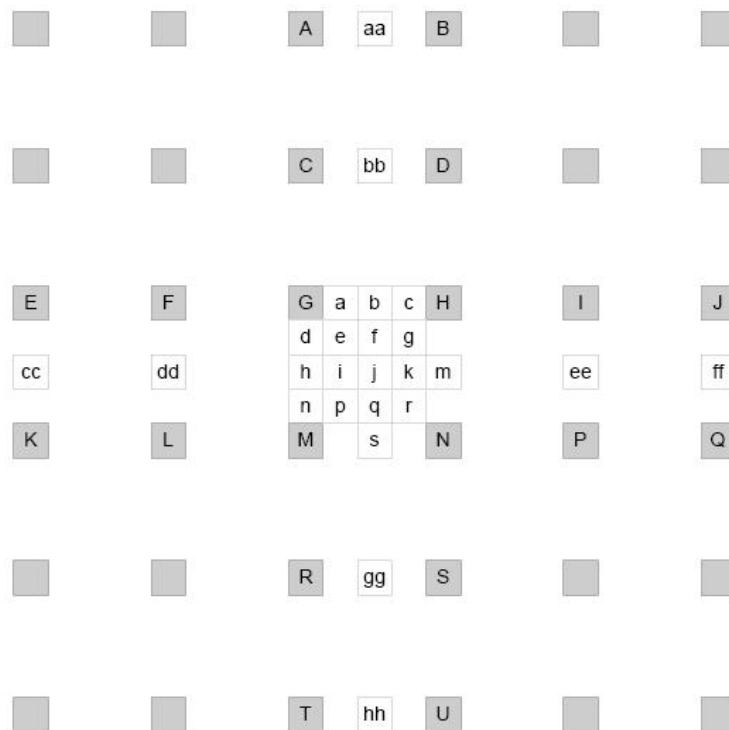 A aa B
C bb D
E F G a b c H I J
d e f g
cc dd h i j k m ee ff
n p q r
K L M s N P Q
R gg S
T hh U